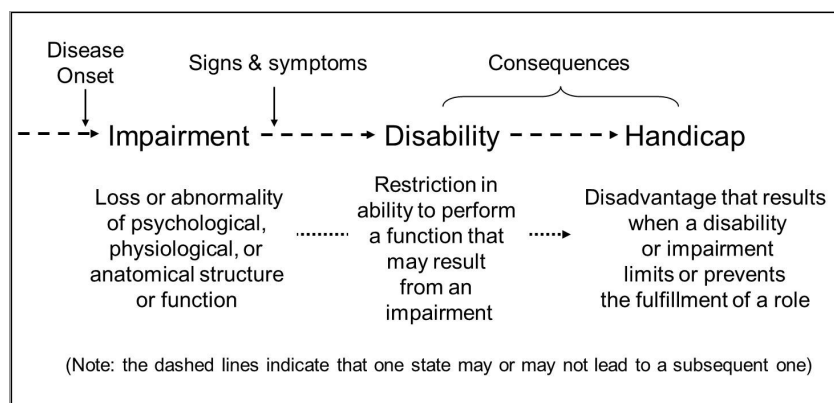 Disease
Onset
Signs & symptoms
Consequences
Impairment
Disability
Handicap
Loss or abnormality
of psychological,
physiological, or
anatomical structure
or function
Restriction in
ability to perform
a function that
may result
from an
impairment
Disadvantage that results
when a disability
or impairment
limits or prevents
the fulfillment of a role
(Note: the dashed lines indicate that one state may or may not lead to a subsequent one)